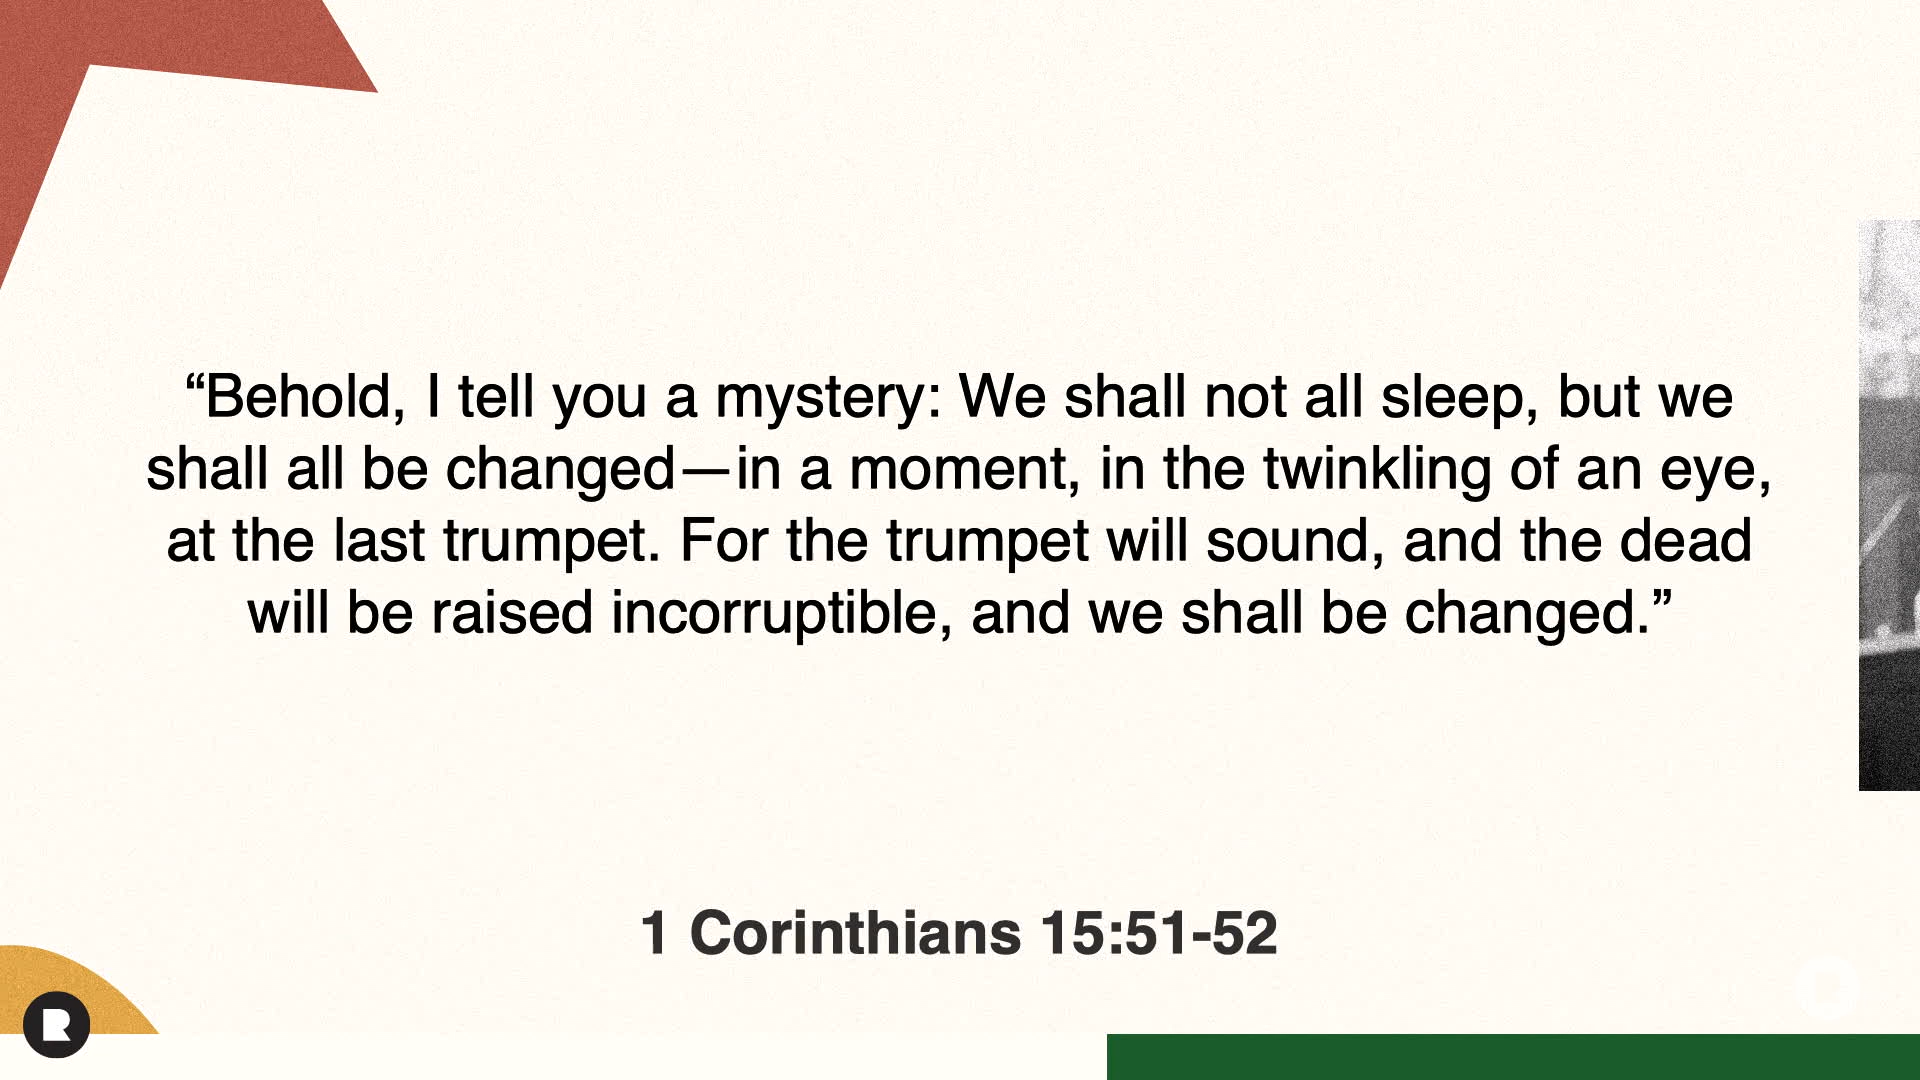 “Behold, I tell you a mystery: We shall not all sleep, but we
shall all be changed—in a moment, in the twinkling of an eye,
at the last trumpet. For the trumpet will sound, and the dead
will be raised incorruptible, and we shall be changed.”
1 Corinthians 15:51-52
R